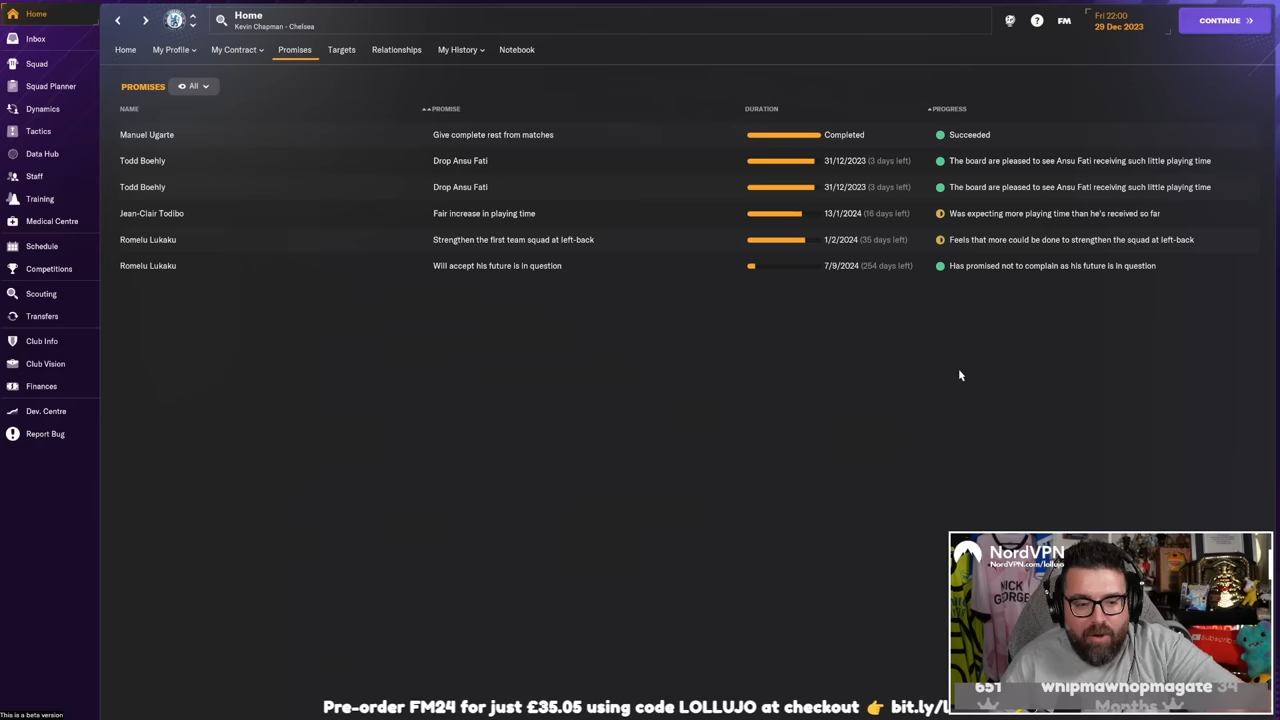 Home
Inbox
Squad
Squad Planner
Dynamics
Tactics
Data Hub
Staff
Training
Medical Centre
Schedule
Competitions
Scouting
Transfers
Club Info
Club Vision
Finances
Dev. Centre
Report Bug
This is a beta version
Home
Kevin Chapman - Chelsea
FM
Fri 22:00
29 Dec 2023
CONTINUE
Home My Profile My Contract Promises Targets Relationships My History Notebook
PROMISES All
NAME PROMISE DURATION PROGRESS
Manuel Ugarte Give complete rest from matches Completed Succeeded
Todd Boehly Drop Ansu Fati 31/12/2023 (3 days left) The board are pleased to see Ansu Fati receiving such little playing time
Todd Boehly Drop Ansu Fati 31/12/2023 (3 days left) The board are pleased to see Ansu Fati receiving such little playing time
Jean-Clair Todibo Fair increase in playing time 13/1/2024 (16 days left) Was expecting more playing time than he's received so far
Romelu Lukaku Strengthen the first team squad at left-back 1/2/2024 (35 days left) Feels that more could be done to strengthen the squad at left-back
Romelu Lukaku Will accept his future is in question 7/9/2024 (254 days left) Has promised not to complain as his future is in question
NordVPN
NordVPN.com/lollujo
NICK
GEORGE
651 whipmawnopmagate 34
Months
Pre-order FM24 for just £35.05 using code LOLLUJO at checkout 👉 bit.ly/L